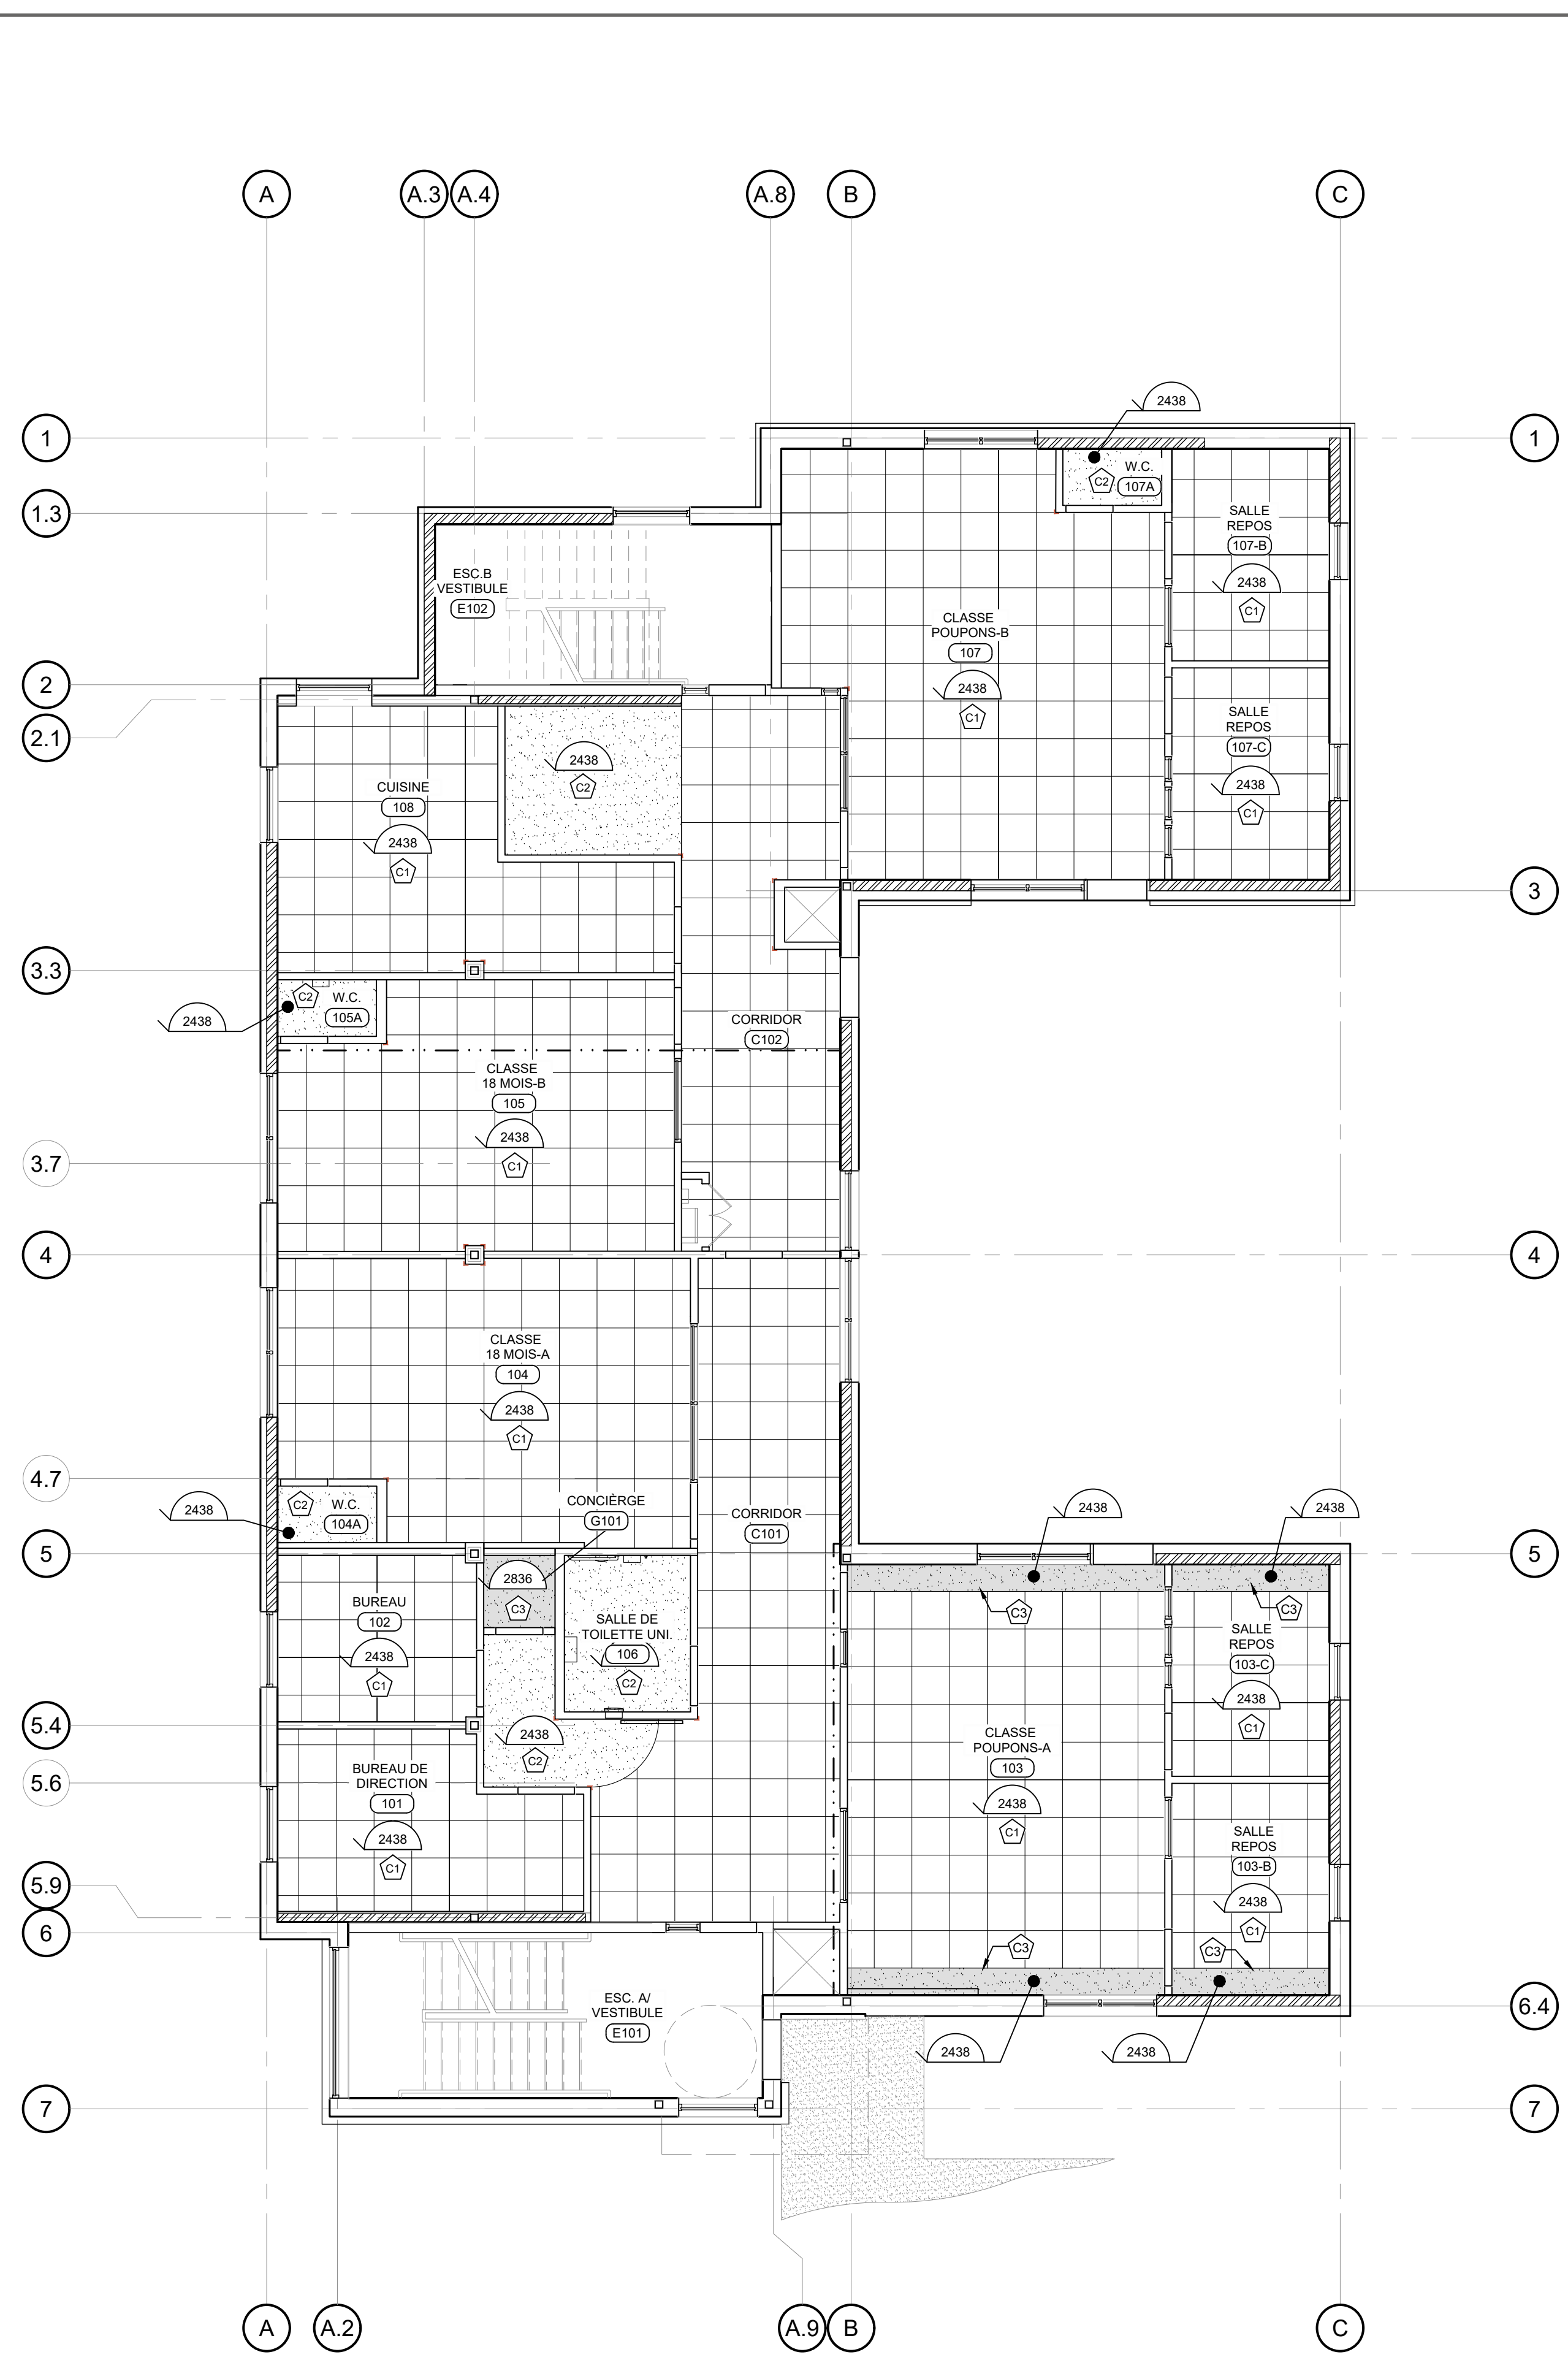 A
A.3
A.4
A.8
B
C
2438
1
1
W.C.
C2
107A
1.3
SALLE
REPOS
107-B
2438
C1
ESC.B
VESTIBULE
E102
CLASSE
POUPONS-B
107
2438
C1
2
2.1
SALLE
REPOS
107-C
2438
C1
2438
C2
CUISINE
108
2438
C1
3
3.3
C2
W.C.
105A
2438
CORRIDOR
C102
CLASSE
18 MOIS-B
105
2438
C1
3.7
4
4
CLASSE
18 MOIS-A
104
2438
C1
4.7
C2
W.C.
104A
2438
CONCIÈRGE
G101
CORRIDOR
C101
2438
2438
5
5
2836
C3
C3
C3
BUREAU
102
2438
C1
SALLE DE
TOILETTE UNI.
106
C2
SALLE
REPOS
103-C
2438
C1
5.4
2438
C2
CLASSE
POUPONS-A
103
2438
C1
5.6
BUREAU DE
DIRECTION
101
2438
C1
SALLE
REPOS
103-B
2438
C1
5.9
6
C3
C3
ESC. A/
VESTIBULE
E101
6.4
2438
2438
7
7
A
A.2
A.9
B
C